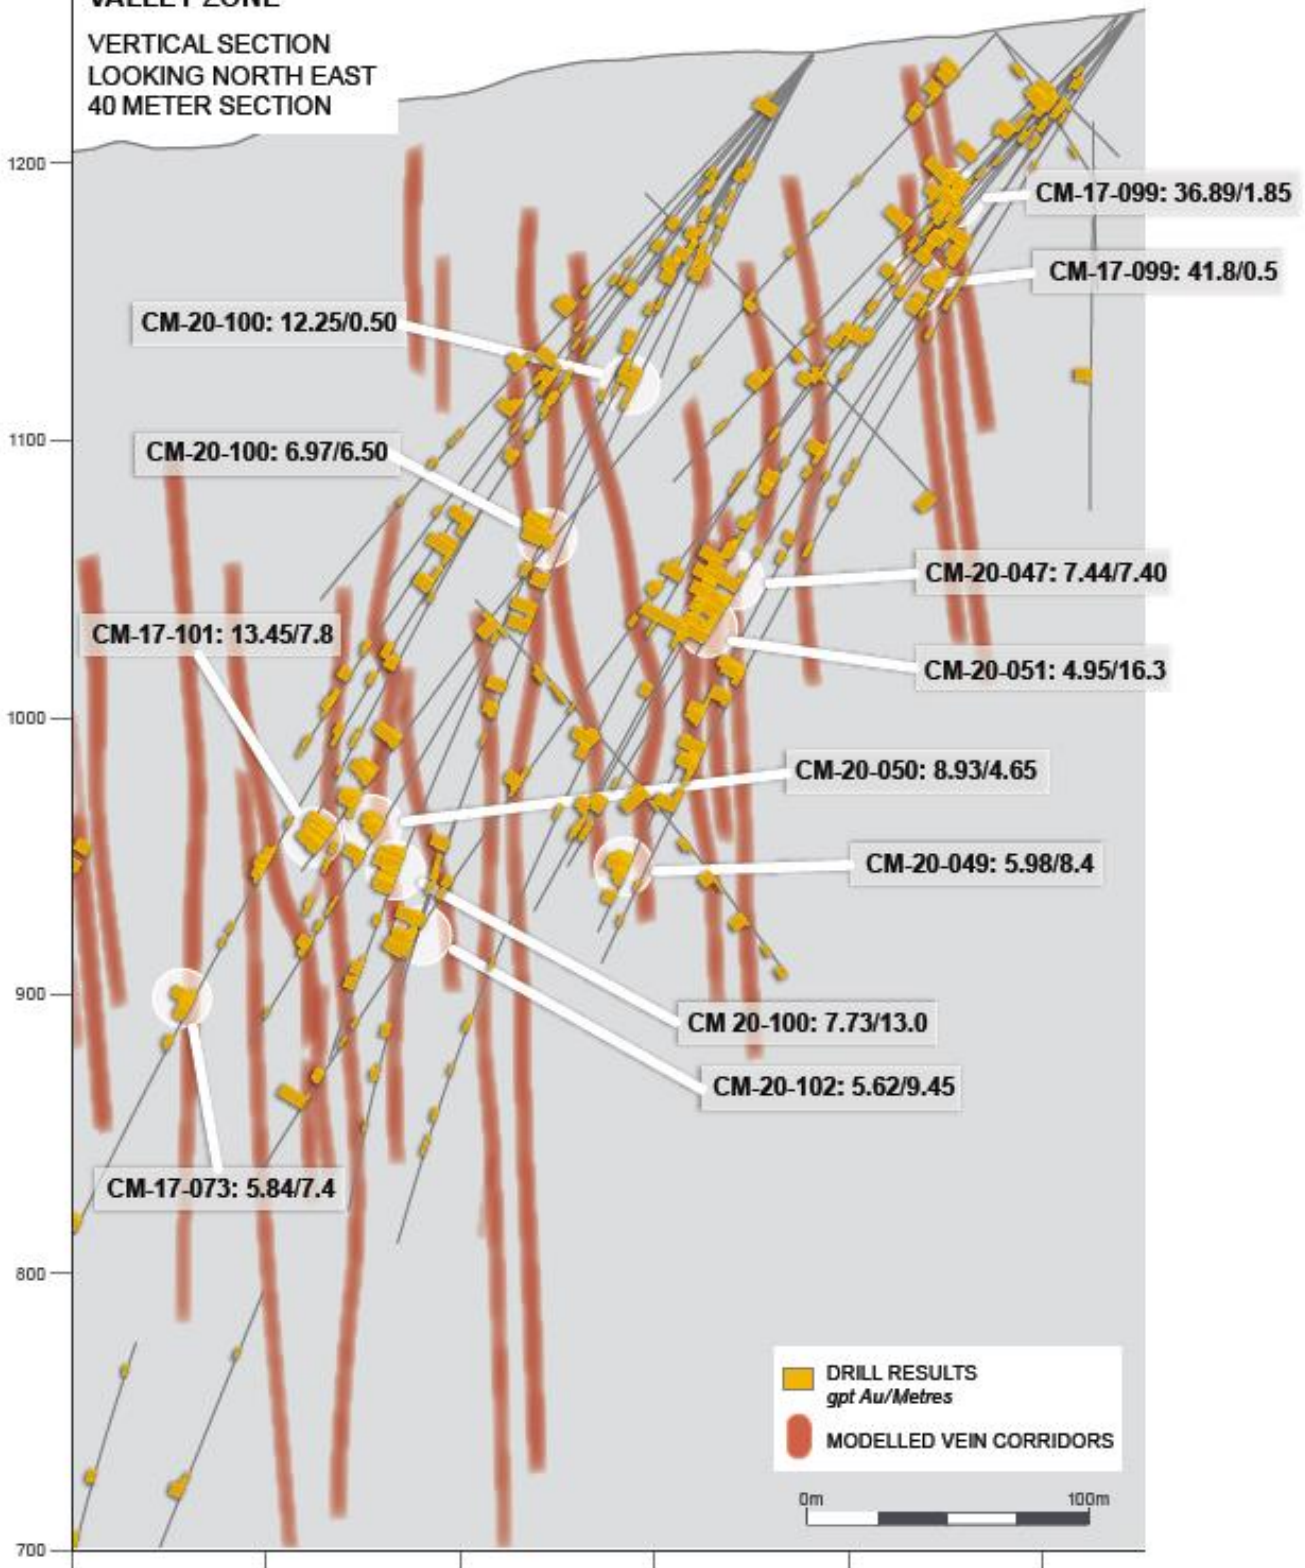 VALLEY ZONE
VERTICAL SECTION
LOOKING NORTH EAST
40 METER SECTION
1200
CM-17-099: 36.89/1.85
CM-17-099: 41.8/0.5
CM-20-100: 12.25/0.50
1100
CM-20-100: 6.97/6.50
CM-20-047: 7.44/7.40
CM-17-101: 13.45/7.8
CM-20-051: 4.95/16.3
1000
CM-20-050: 8.93/4.65
CM-20-049: 5.98/8.4
900
CM 20-100: 7.73/13.0
CM-20-102: 5.62/9.45
CM-17-073: 5.84/7.4
800
DRILL RESULTS
gpt Au/Metres
MODELLED VEIN CORRIDORS
0m 100m
700